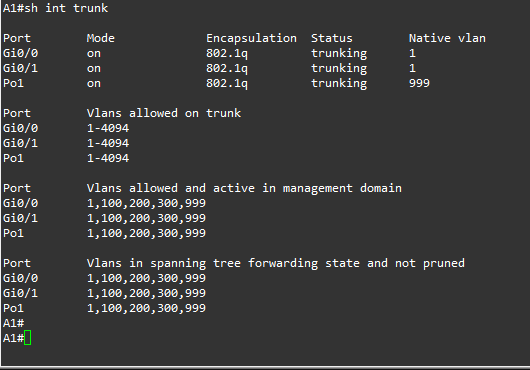 A1#sh int trunk
Port Mode Encapsulation Status Native vlan
Gi0/0 on 802.1q trunking 1
Gi0/1 on 802.1q trunking 1
Po1 on 802.1q trunking 999
Port Vlans allowed on trunk
Gi0/0 1-4094
Gi0/1 1-4094
Po1 1-4094
Port Vlans allowed and active in management domain
Gi0/0 1,100,200,300,999
Gi0/1 1,100,200,300,999
Po1 1,100,200,300,999
Port Vlans in spanning tree forwarding state and not pruned
Gi0/0 1,100,200,300,999
Gi0/1 1,100,200,300,999
Po1 1,100,200,300,999
A1#
A1#